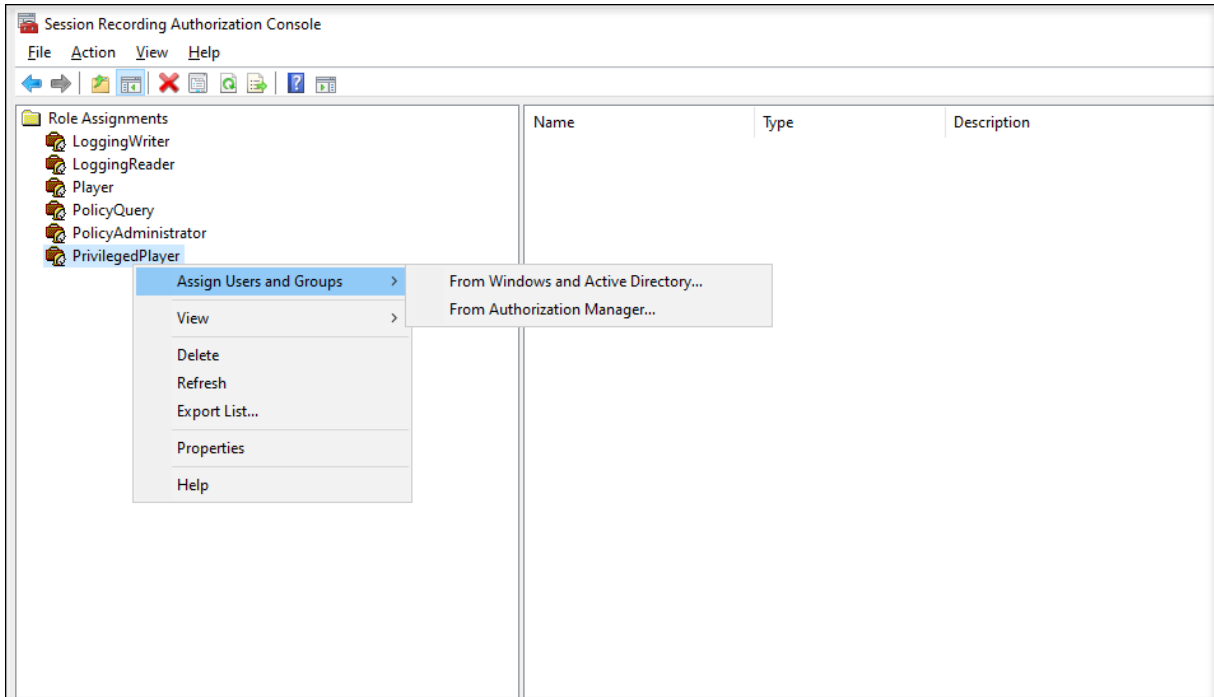 Session Recording Authorization Console
File Action View Help
Role Assignments
LoggingWriter
LoggingReader
Player
PolicyQuery
PolicyAdministrator
PrivilegedPlayer
Name Type Description
Assign Users and Groups
From Windows and Active Directory...
From Authorization Manager...
View
Delete
Refresh
Export List...
Properties
Help